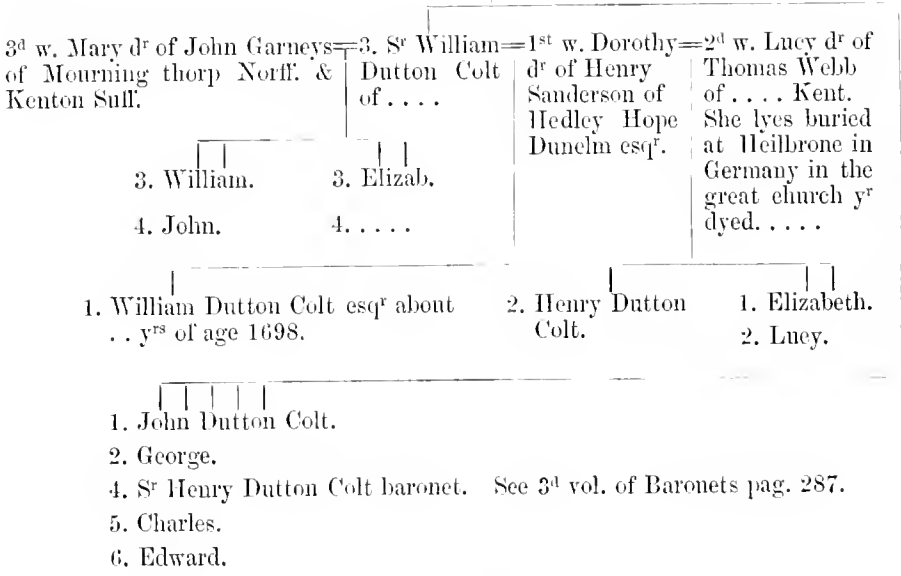 3ᵈ w. Mary dʳ of John Garneys=3. Sʳ William=1ˢᵗ w. Dorothy=2ᵈ w. Lucy dʳ of
of Mourning thorp Norff. & Dutton Colt dʳ of Henry Thomas Webb
Kenton Suff. of . . . . Sanderson of of . . . . Kent.
Hedley Hope She lyes buried
Dunelm esqʳ. at Heilbrone in
Germany in the
great church yʳ
dyed. . . . .
3. William. 3. Elizab.
4. John. 4. . . . .
1. William Dutton Colt esqʳ about 2. Henry Dutton 1. Elizabeth.
. . yʳˢ of age 1698. Colt. 2. Lucy.
1. John Dutton Colt.
2. George.
4. Sʳ Henry Dutton Colt baronet. See 3ᵈ vol. of Baronets pag. 287.
5. Charles.
6. Edward.